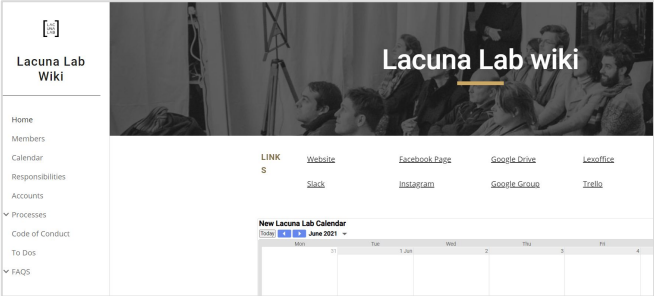 LAC
UNA
LAB
Lacuna Lab
Wiki
Home
Members
Calendar
Responsibilities
Accounts
Processes
Code of Conduct
To Dos
FAQS
Lacuna Lab wiki
LINK
S
Website
Facebook Page
Google Drive
Lexoffice
Slack
Instagram
Google Group
Trello
New Lacuna Lab Calendar
Today June 2021
Mon Tue Wed Thu Fri
31 1 Jun 2 3 4